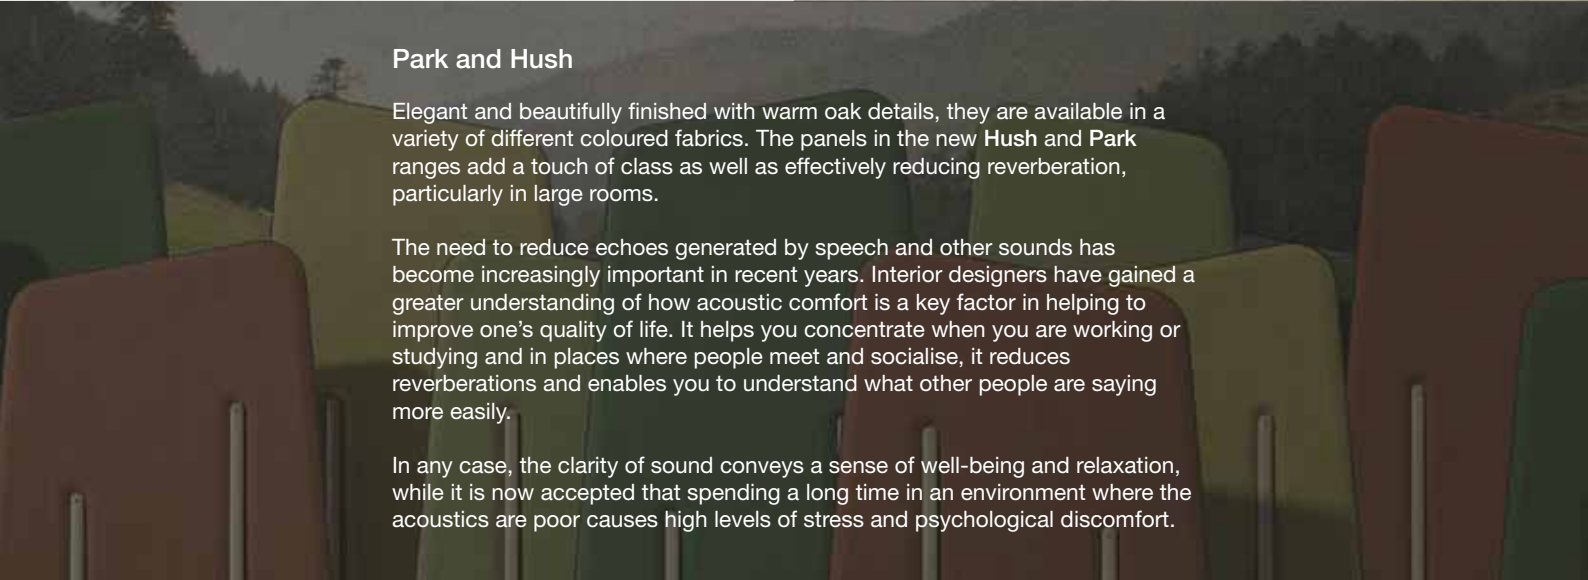 Park and Hush
Elegant and beautifully finished with warm oak details, they are available in a
variety of different coloured fabrics. The panels in the new Hush and Park
ranges add a touch of class as well as effectively reducing reverberation,
particularly in large rooms.
The need to reduce echoes generated by speech and other sounds has
become increasingly important in recent years. Interior designers have gained a
greater understanding of how acoustic comfort is a key factor in helping to
improve one’s quality of life. It helps you concentrate when you are working or
studying and in places where people meet and socialise, it reduces
reverberations and enables you to understand what other people are saying
more easily.
In any case, the clarity of sound conveys a sense of well-being and relaxation,
while it is now accepted that spending a long time in an environment where the
acoustics are poor causes high levels of stress and psychological discomfort.